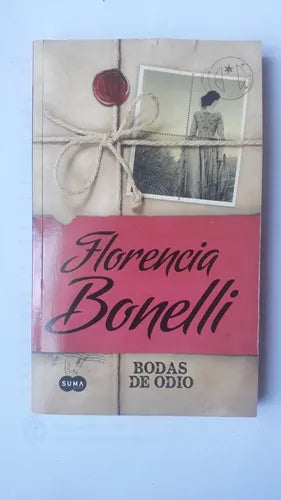 Florencia
Bonelli
SUMA
BODAS
DE ODIO